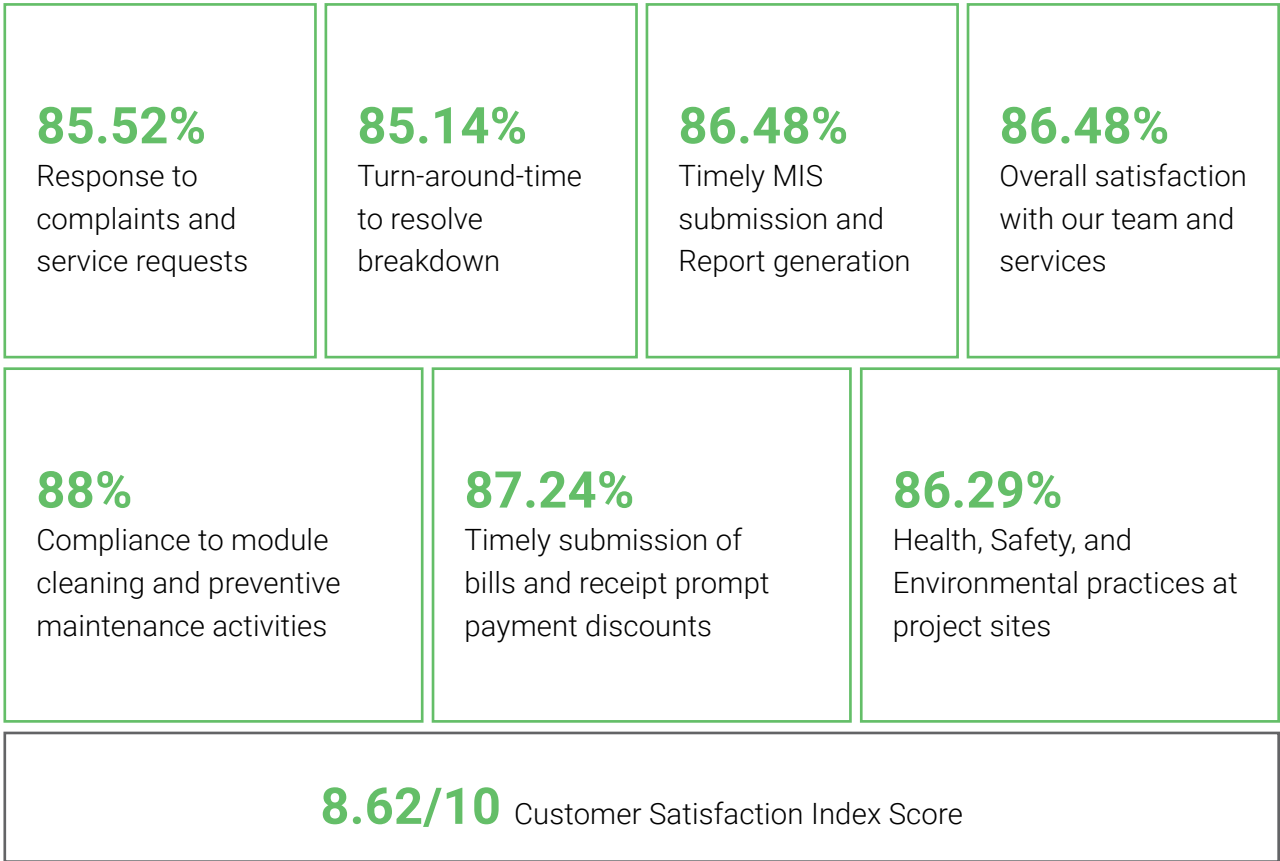 85.52%
Response to
complaints and
service requests
85.14%
Turn-around-time
to resolve
breakdown
86.48%
Timely MIS
submission and
Report generation
86.48%
Overall satisfaction
with our team and
services
88%
Compliance to module
cleaning and preventive
maintenance activities
87.24%
Timely submission of
bills and receipt prompt
payment discounts
86.29%
Health, Safety, and
Environmental practices at
project sites
8.62/10 Customer Satisfaction Index Score